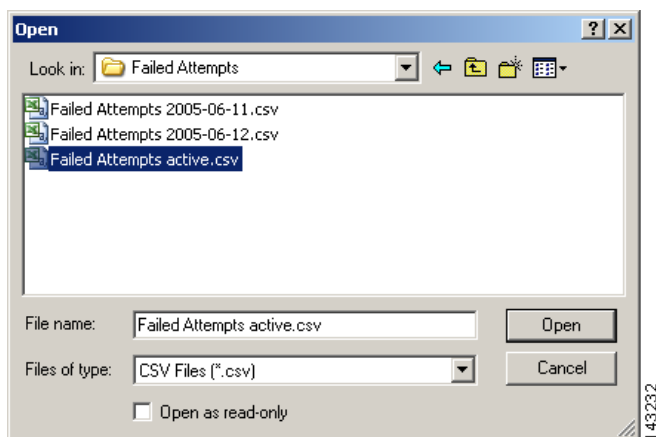 Open
Look in: Failed Attempts
Failed Attempts 2005-06-11.csv
Failed Attempts 2005-06-12.csv
Failed Attempts active.csv
File name: Failed Attempts active.csv Open
Files of type: CSV Files (*.csv) Cancel
Open as read-only
143232